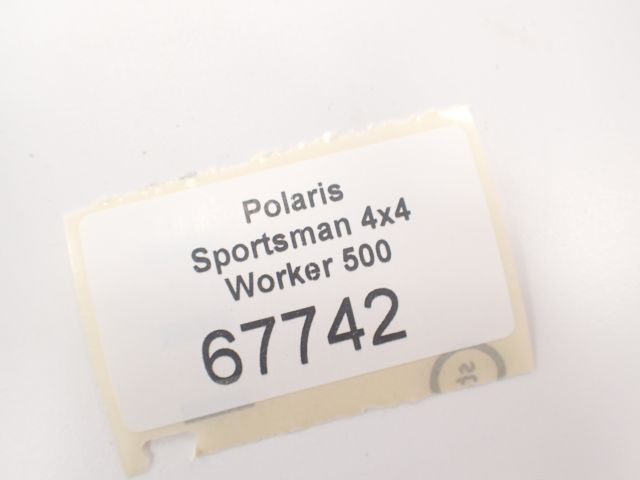 Polaris
Sportsman 4x4
Worker 500
67742